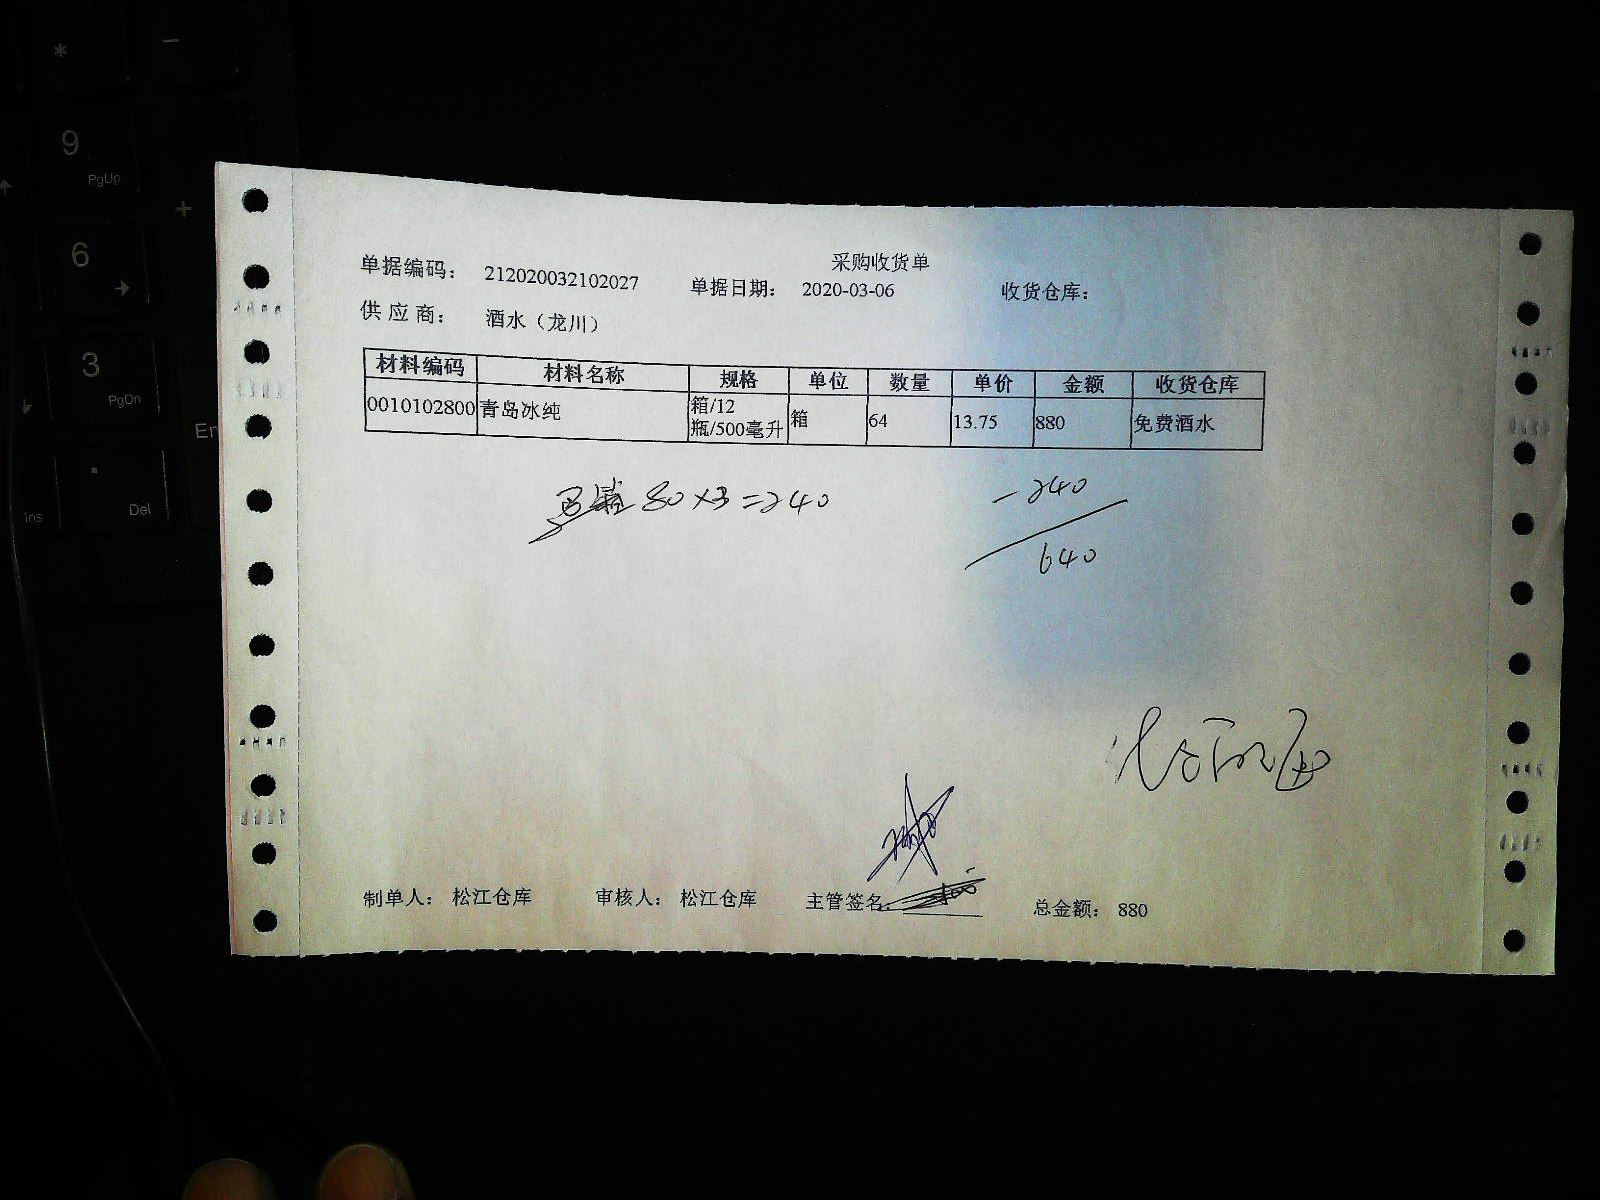 采购收货单
单据编码： 212020032102027 单据日期： 2020-03-06 收货仓库：
供 应 商： 酒水（龙川）
材料编码 材料名称 规格 单位 数量 单价 金额 收货仓库
0010102800 青岛冰纯 箱/12瓶/500毫升 箱 64 13.75 880 免费酒水
80×3=240
-240
640
制单人： 松江仓库 审核人： 松江仓库 主管签名 总金额： 880
*
-
9
PgUp
+
6
3
PgDn
.
Ins
Del